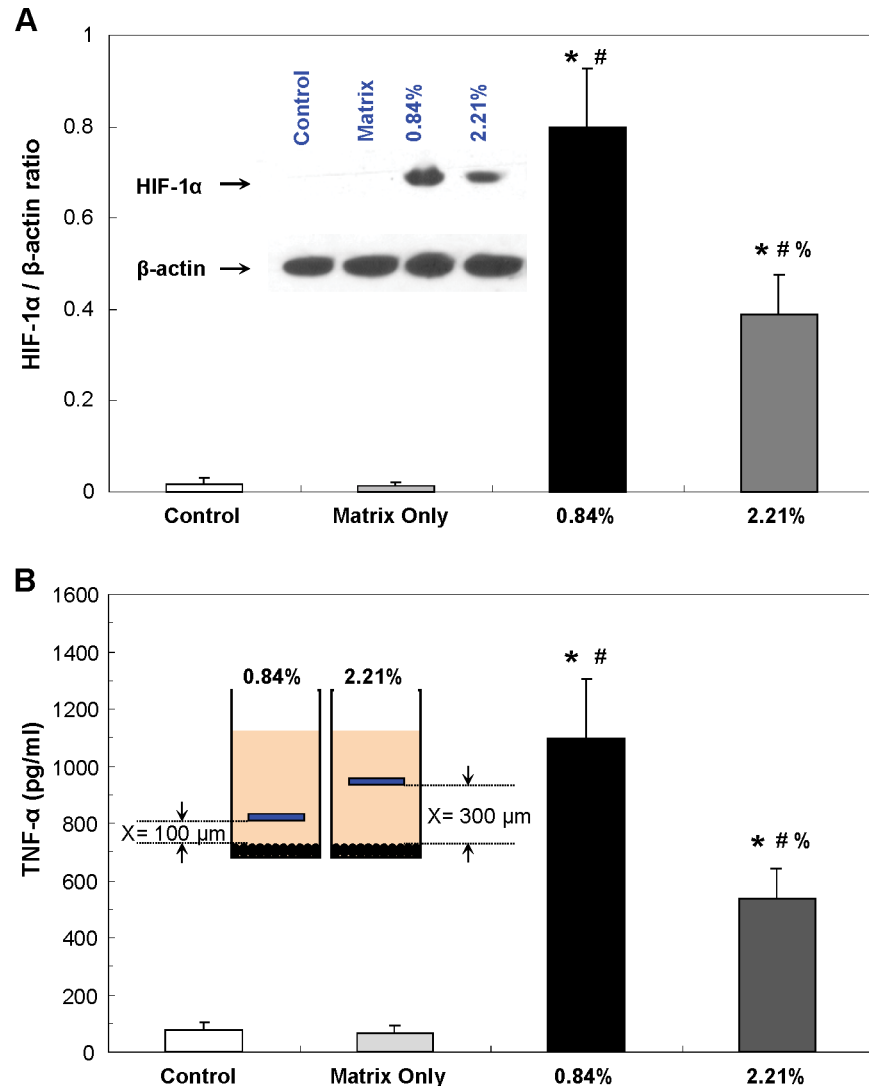 A
1
0.8
0.6
0.4
0.2
0
HIF-1α / β-actin ratio
Control
Matrix
0.84%
2.21%
HIF-1α
β-actin
* #
* # %
Control
Matrix Only
0.84%
2.21%
B
1600
1400
1200
1000
800
600
400
200
0
TNF-α (pg/ml)
0.84%
2.21%
X= 100 µm
X= 300 µm
* #
* # %
Control
Matrix Only
0.84%
2.21%